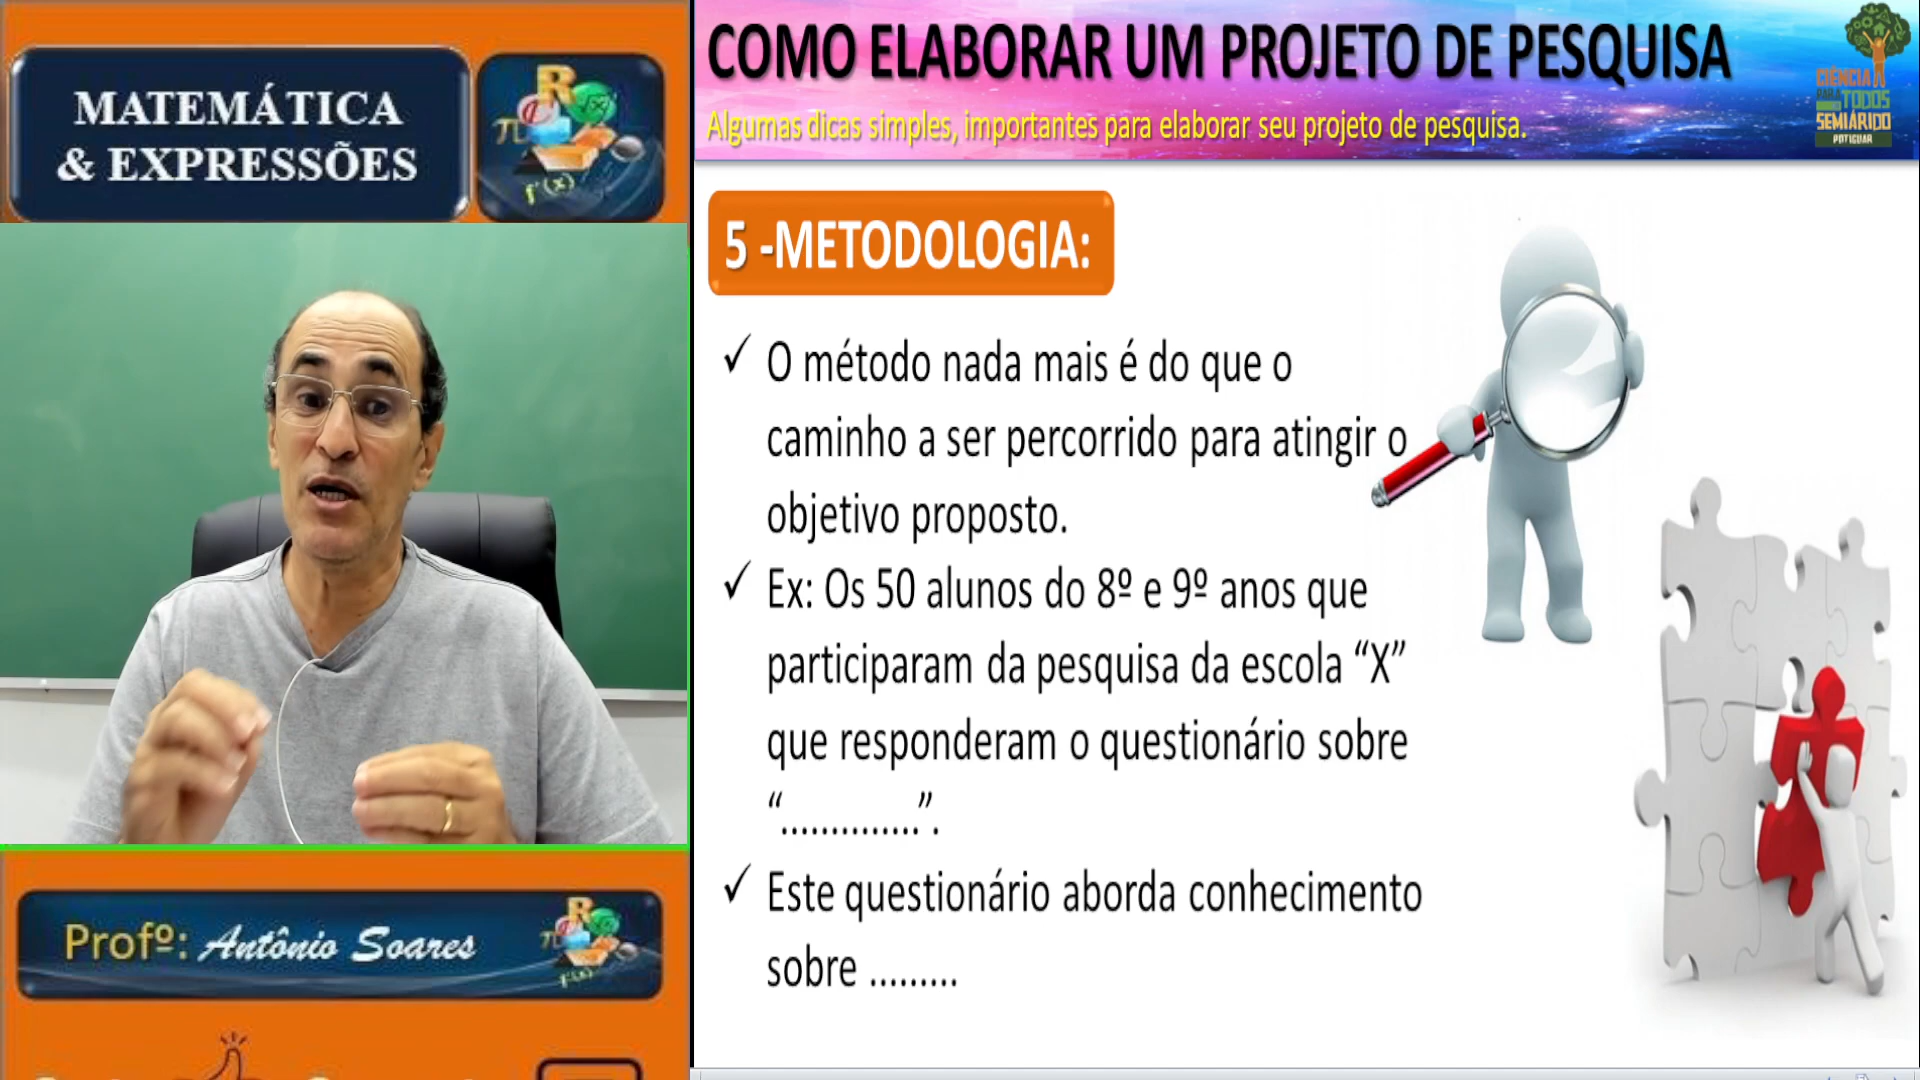 MATEMÁTICA
& EXPRESSÕES
R
π
f'(x)
COMO ELABORAR UM PROJETO DE PESQUISA
Algumas dicas simples, importantes para elaborar seu projeto de pesquisa.
CIÊNCIA
PARA TODOS
SEMIÁRIDO
POTIGUAR
5 -METODOLOGIA:
✓ O método nada mais é do que o
caminho a ser percorrido para atingir o
objetivo proposto.
✓ Ex: Os 50 alunos do 8º e 9º anos que
participaram da pesquisa da escola “X”
que responderam o questionário sobre
“..............”.
✓ Este questionário aborda conhecimento
sobre .........
Profº: Antônio Soares